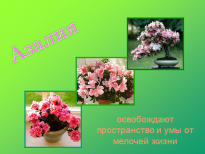 Азалия
освобождают
пространство и умы от
мелочей жизни